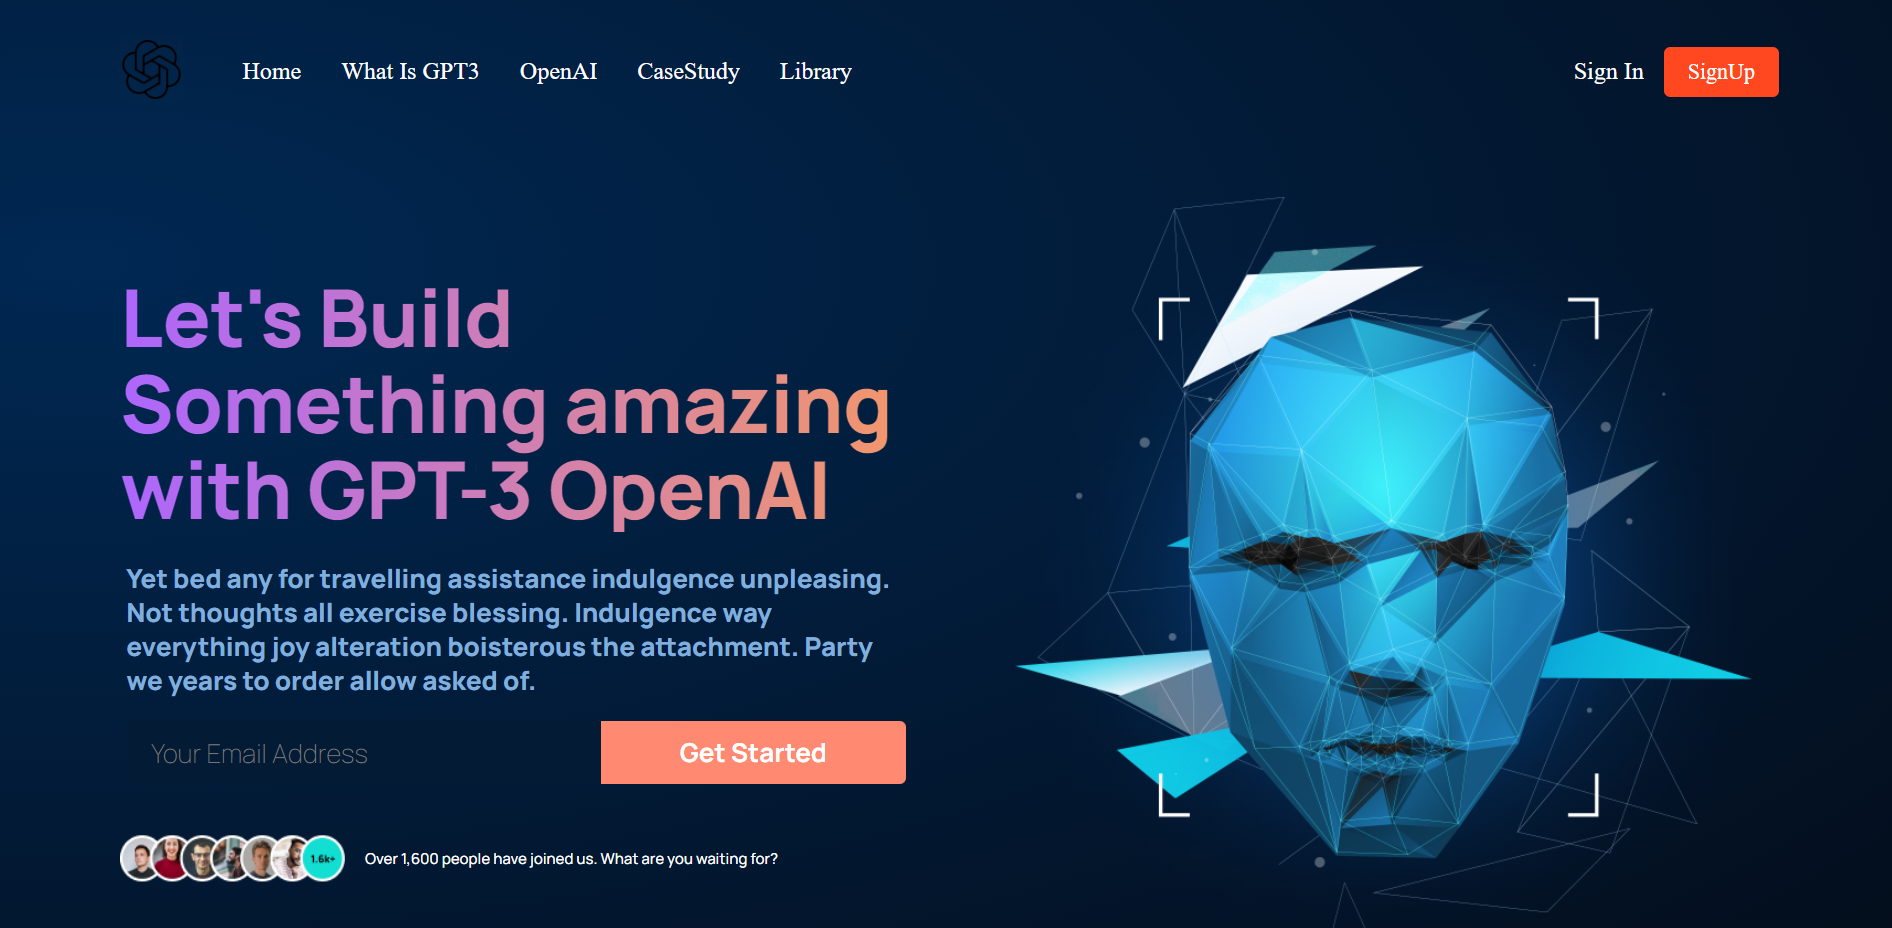 Home What Is GPT3 OpenAI CaseStudy Library Sign In SignUp
Let's Build
Something amazing
with GPT-3 OpenAI
Yet bed any for travelling assistance indulgence unpleasing.
Not thoughts all exercise blessing. Indulgence way
everything joy alteration boisterous the attachment. Party
we years to order allow asked of.
Your Email Address Get Started
1.6k+ Over 1,600 people have joined us. What are you waiting for?